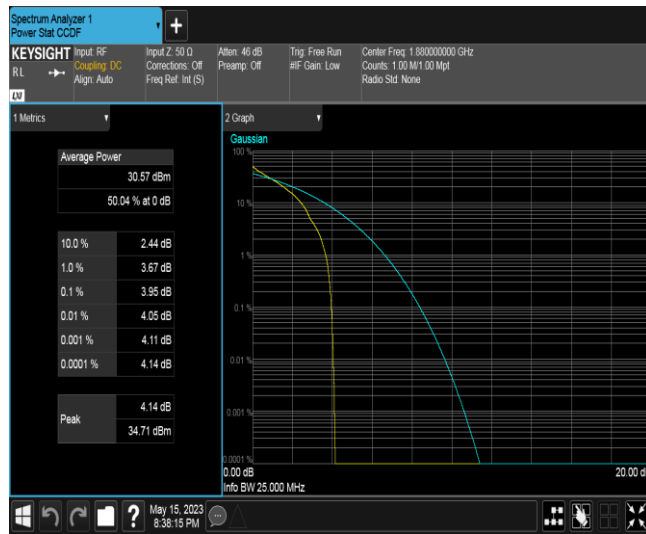 Spectrum Analyzer 1
Power Stat CCDF
+
KEYSIGHT
RL
LXI
Input: RF
Coupling: DC
Align: Auto
Input Z: 50 Ω
Corrections: Off
Freq Ref: Int (S)
Atten: 46 dB
Preamp: Off
Trig: Free Run
#IF Gain: Low
Center Freq: 1.880000000 GHz
Counts: 1.00 M/1.00 Mpt
Radio Std: None
1 Metrics
Average Power
30.57 dBm
50.04 % at 0 dB
10.0 % 2.44 dB
1.0 % 3.67 dB
0.1 % 3.95 dB
0.01 % 4.05 dB
0.001 % 4.11 dB
0.0001 % 4.14 dB
Peak
4.14 dB
34.71 dBm
2 Graph
Gaussian
100 %
10 %
1 %
0.1 %
0.01 %
0.001 %
0.0001 %
0.00 dB
20.00 d
Info BW 25.000 MHz
?
May 15, 2023
8:38:15 PM